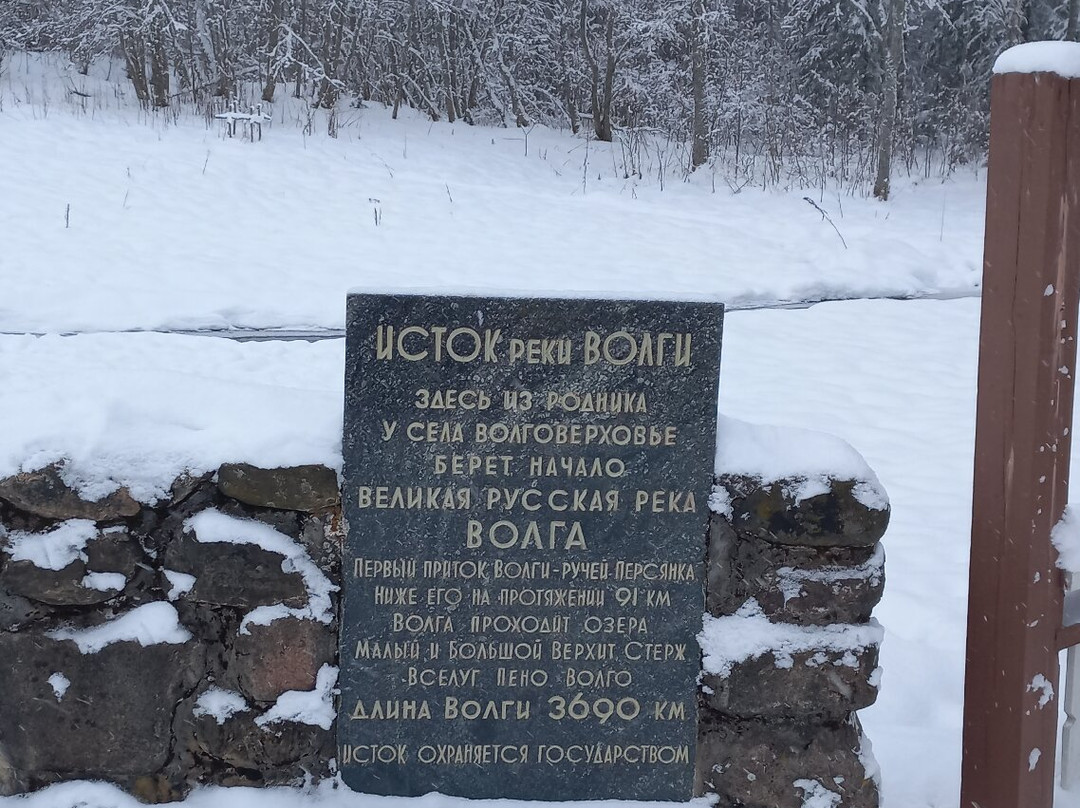 ИСТОК реки ВОЛГИ
ЗДЕСЬ ИЗ РОДНИКА
У СЕЛА ВОЛГОВЕРХОВЬЕ
БЕРЕТ НАЧАЛО
ВЕЛИКАЯ РУССКАЯ РЕКА
ВОЛГА
Первый приток Волги-ручей Персянка
Ниже его на протяжении 91 км
Волга проходит озера
Малый и Большой Верхит Стерж
Вселуг Пено Волго
длина Волги 3690 км
исток охраняется государством